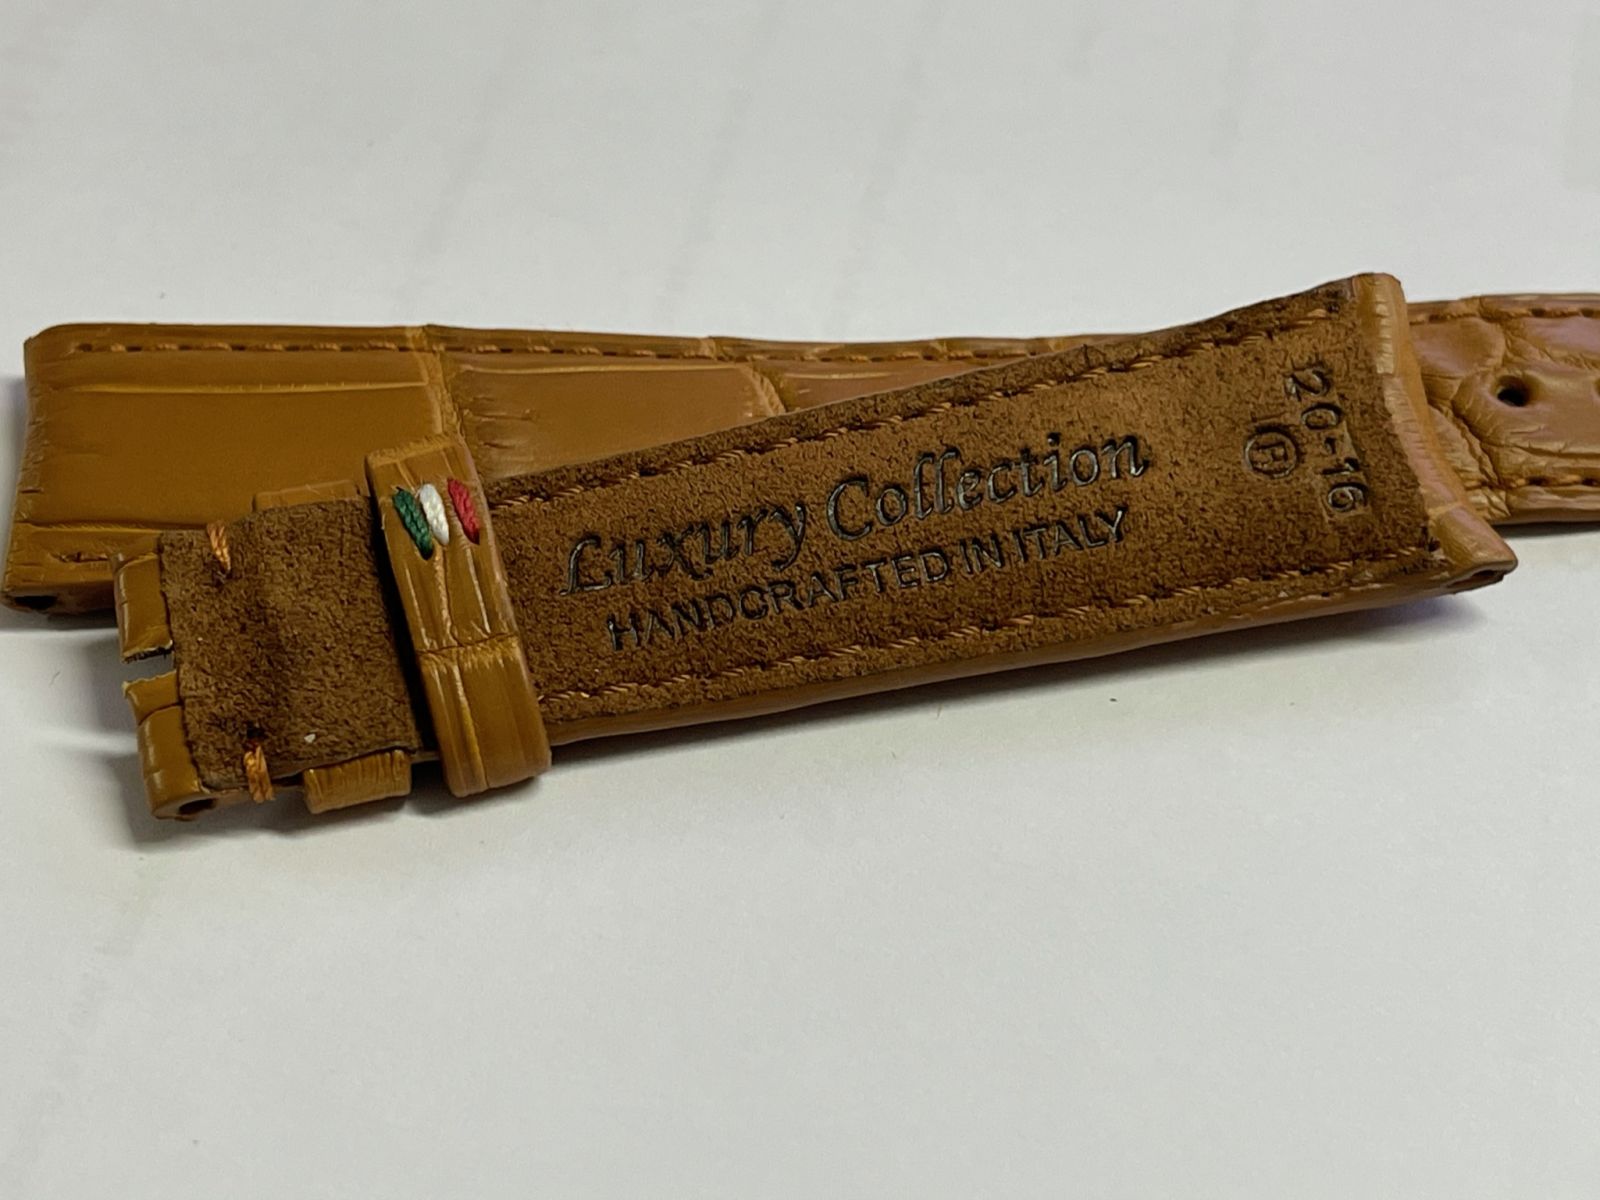 Luxury Collection
HANDCRAFTED IN ITALY
20-16
R